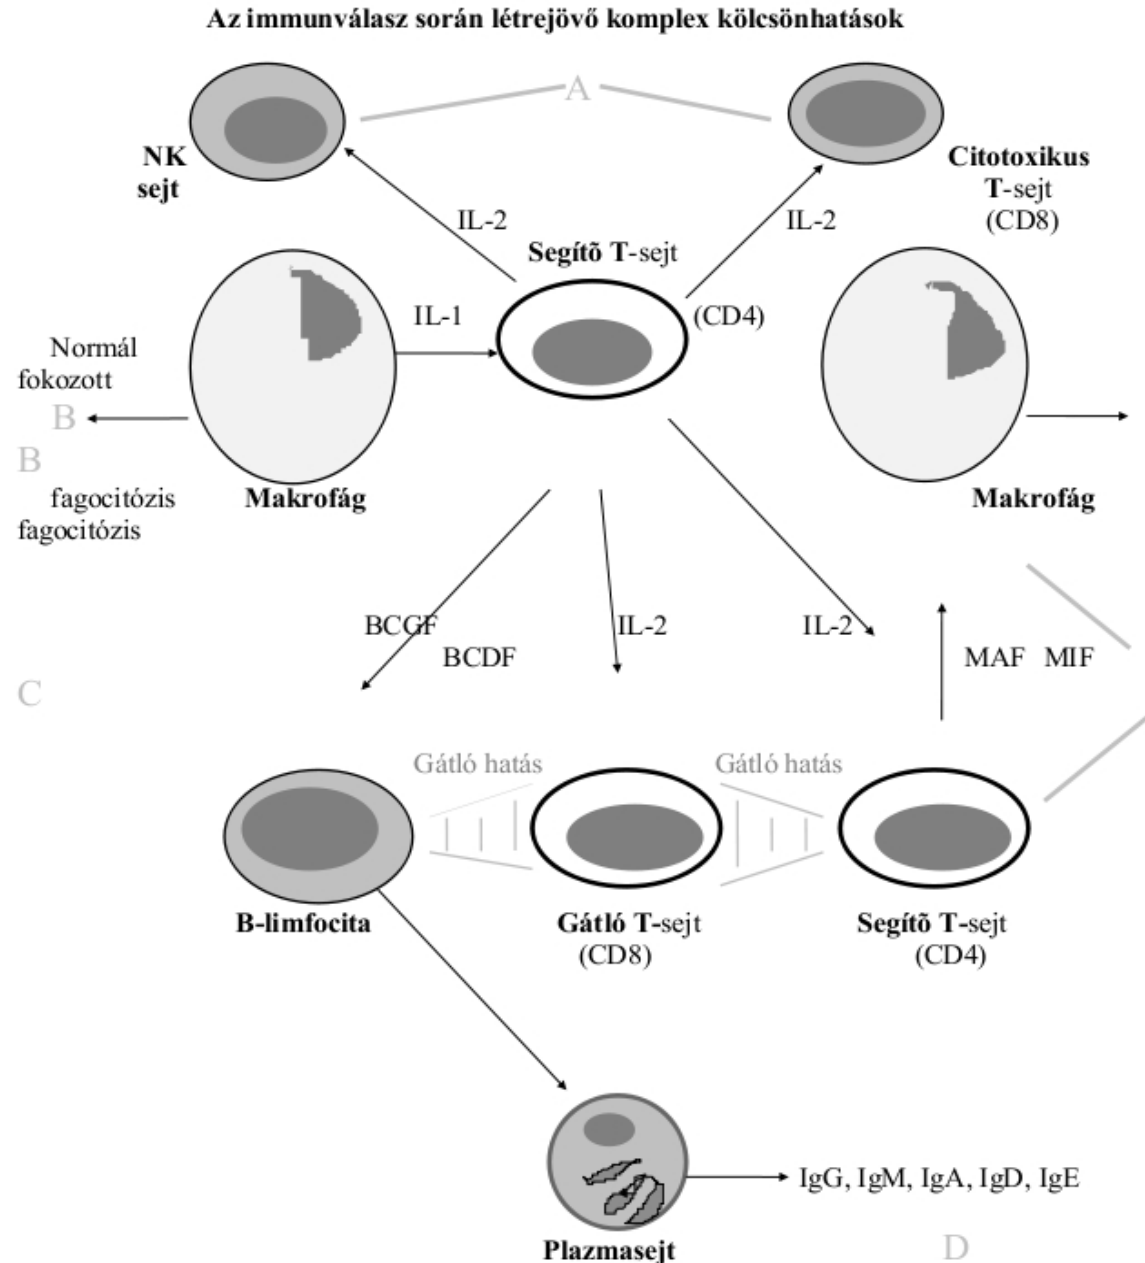 Az immunválasz során létrejövő komplex kölcsönhatások
A
NK
sejt
Citotoxikus
T-sejt
(CD8)
IL-2
IL-2
Segítõ T-sejt
(CD4)
IL-1
Normál
fokozott
B
B
fagocitózis
fagocitózis
Makrofág
Makrofág
BCGF
BCDF
IL-2
IL-2
MAF MIF
C
Gátló hatás
Gátló hatás
B-limfocita
Gátló T-sejt
(CD8)
Segítõ T-sejt
(CD4)
IgG, IgM, IgA, IgD, IgE
Plazmasejt
D